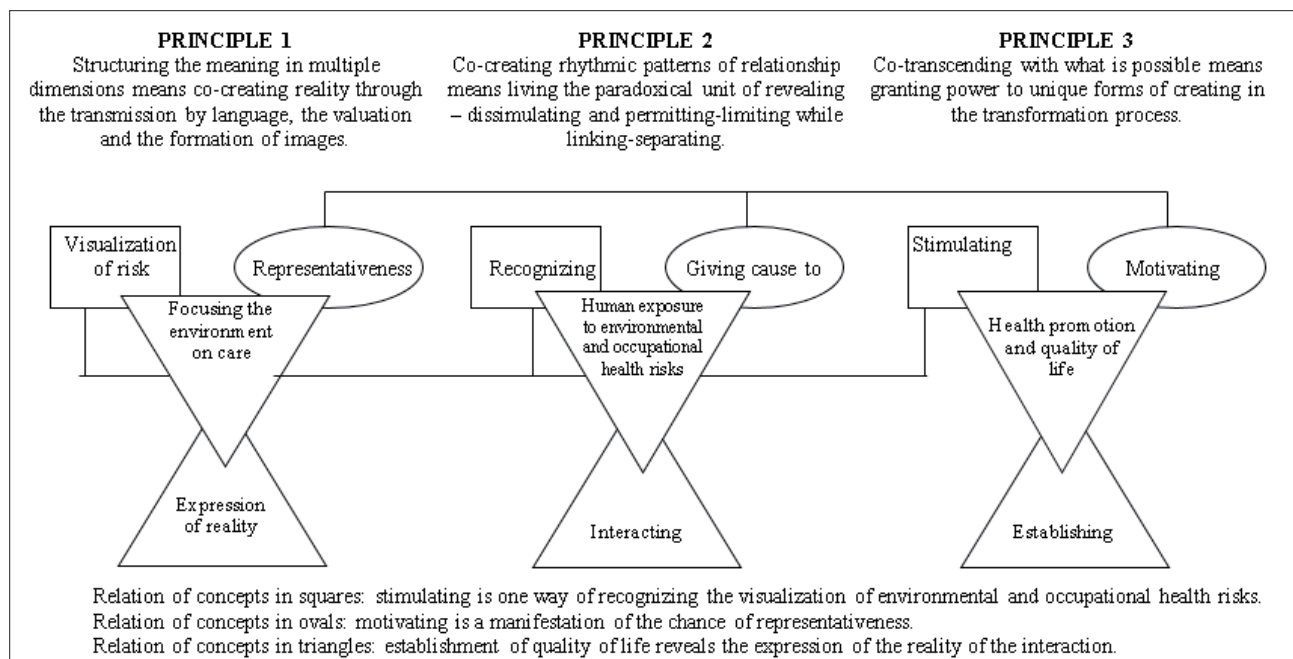 PRINCIPLE 1
Structuring the meaning in multiple
dimensions means co-creating reality through
the transmission by language, the valuation
and the formation of images.
PRINCIPLE 2
Co-creating rhythmic patterns of relationship
means living the paradoxical unit of revealing
– dissimulating and permitting-limiting while
linking-separating.
PRINCIPLE 3
Co-transcending with what is possible means
granting power to unique forms of creating in
the transformation process.
Visualization
of risk
Representativeness
Recognizing
Giving cause to
Stimulating
Motivating
Focusing the
environment
on care
Human exposure
to environmental
and occupational
health risks
Health promotion
and quality of
life
Expression
of reality
Interacting
Establishing
Relation of concepts in squares: stimulating is one way of recognizing the visualization of environmental and occupational health risks.
Relation of concepts in ovals: motivating is a manifestation of the chance of representativeness.
Relation of concepts in triangles: establishment of quality of life reveals the expression of the reality of the interaction.